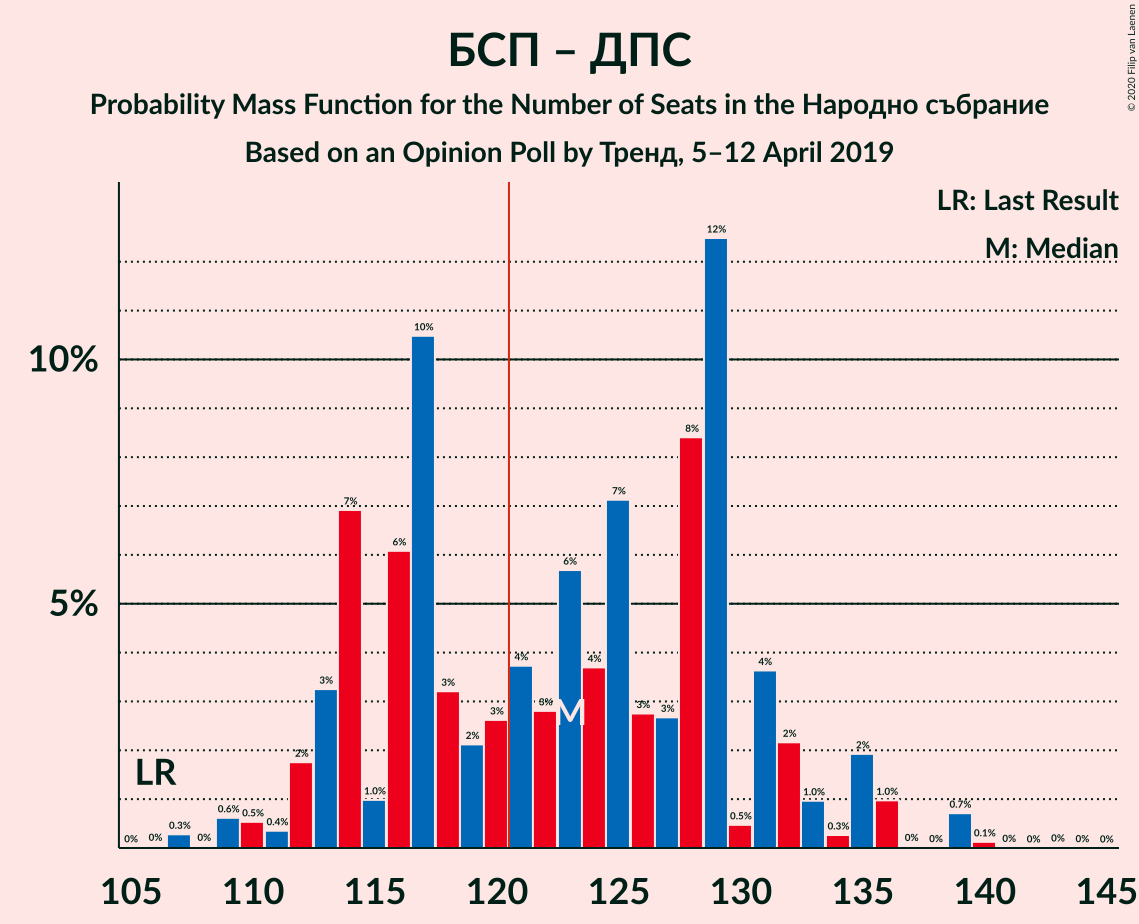 БСП – ДПС
Probability Mass Function for the Number of Seats in the Народно събрание
Based on an Opinion Poll by Тренд, 5–12 April 2019
© 2020 Filip van Laenen
LR: Last Result
M: Median
10%
5%
LR
M
0% 0% 0.3% 0% 0.6% 0.5% 0.4% 2% 3% 7% 1.0% 6% 10% 3% 2% 3% 4% 3% 6% 4% 7% 3% 3% 8% 12% 0.5% 4% 2% 1.0% 0.3% 2% 1.0% 0% 0% 0.7% 0.1% 0% 0% 0% 0% 0%
105 110 115 120 125 130 135 140 145